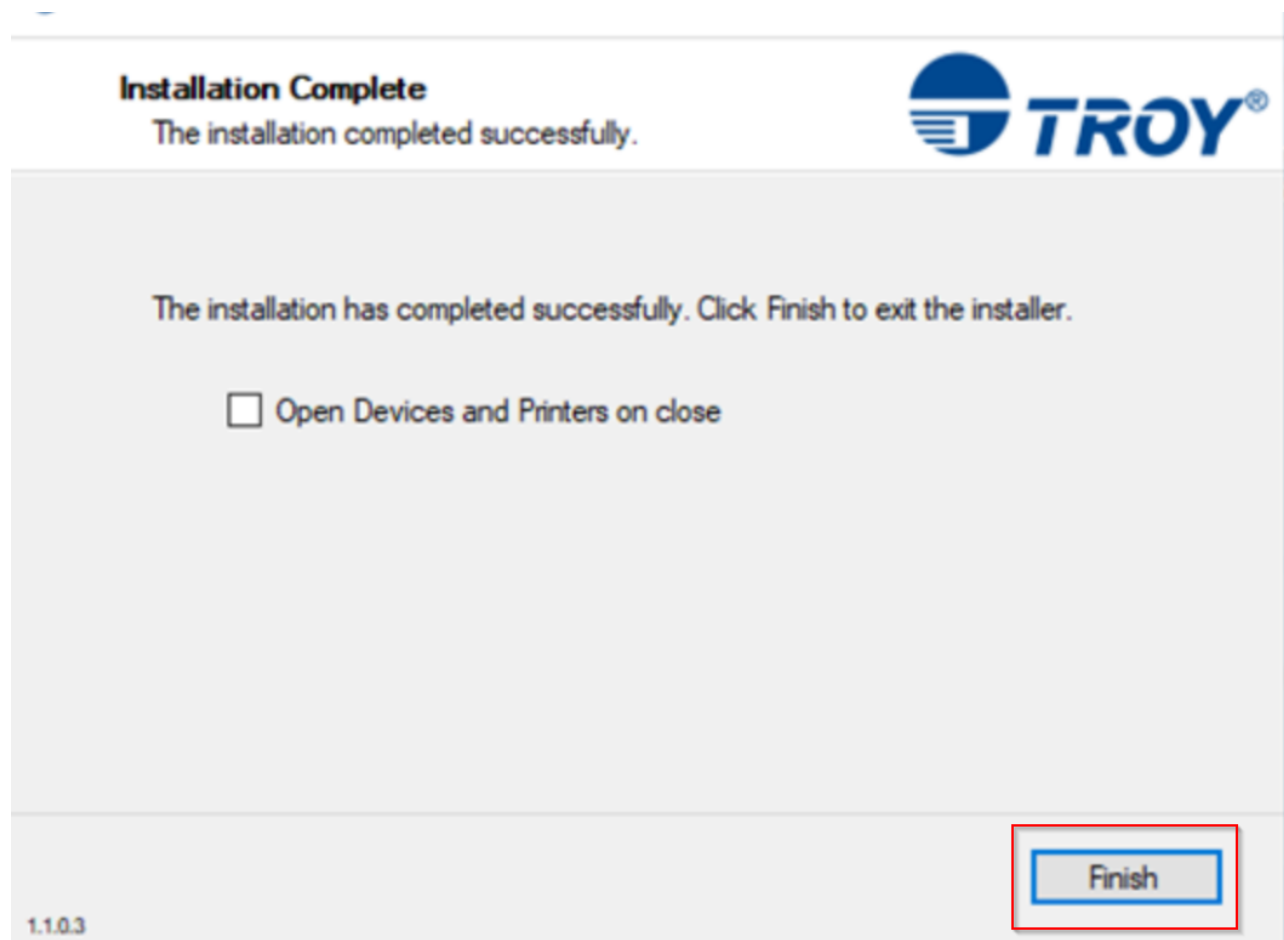 Installation Complete
The installation completed successfully.
TROY®
The installation has completed successfully. Click Finish to exit the installer.
Open Devices and Printers on close
Finish
1.1.0.3